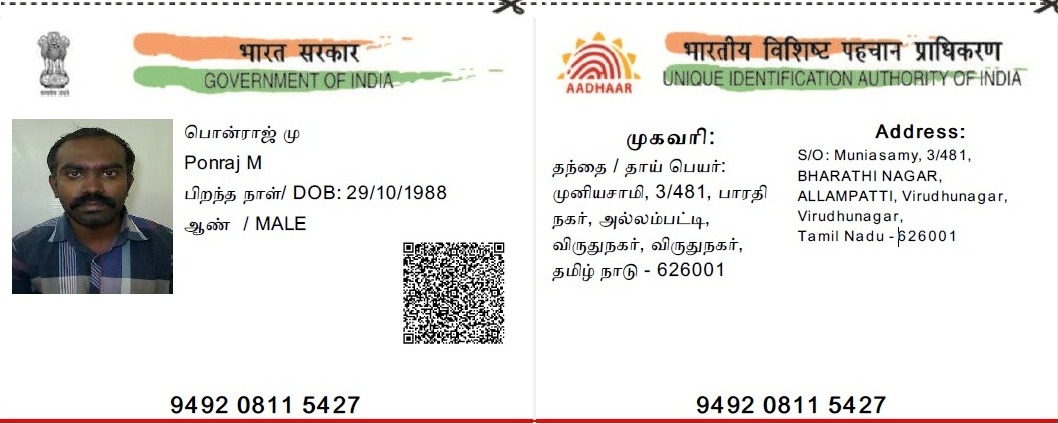 भारत सरकार
GOVERNMENT OF INDIA
பொன்ராஜ் மு
Ponraj M
பிறந்த நாள்/ DOB: 29/10/1988
ஆண் / MALE
9492 0811 5427
भारतीय विशिष्ट पहचान प्राधिकरण
UNIQUE IDENTIFICATION AUTHORITY OF INDIA
AADHAAR
முகவரி:
தந்தை / தாய் பெயர்:
முனியசாமி, 3/481, பாரதி
நகர், அல்லம்பட்டி,
விருதுநகர், விருதுநகர்,
தமிழ் நாடு - 626001
Address:
S/O: Muniasamy, 3/481,
BHARATHI NAGAR,
ALLAMPATTI, Virudhunagar,
Virudhunagar,
Tamil Nadu - 626001
9492 0811 5427